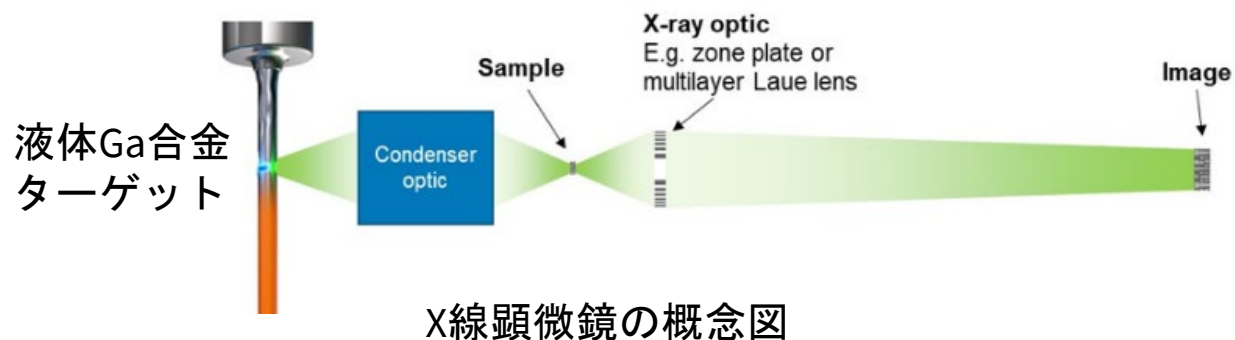 X-ray optic
E.g. zone plate or
multilayer Laue lens
Sample
Image
液体Ga合金
ターゲット
Condenser
optic
X線顕微鏡の概念図